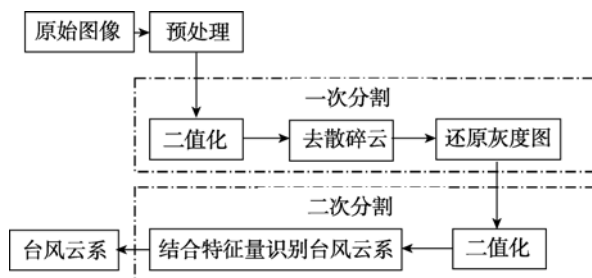 原始图像
预处理
一次分割
二值化
去散碎云
还原灰度图
二次分割
台风云系
结合特征量识别台风云系
二值化